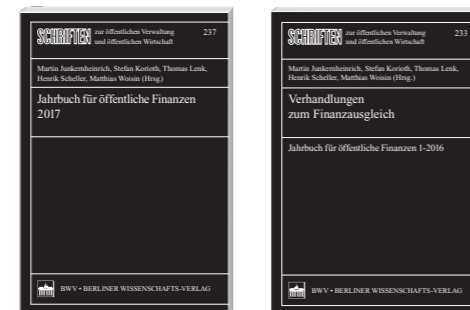 SCHRIFTEN zur öffentlichen Verwaltung und öffentlichen Wirtschaft 237
Martin Junkernheinrich, Stefan Korioth, Thomas Lenk,
Henrik Scheller, Matthias Woisin (Hrsg.)
Jahrbuch für öffentliche Finanzen
2017
BWV • BERLINER WISSENSCHAFTS-VERLAG
SCHRIFTEN zur öffentlichen Verwaltung und öffentlichen Wirtschaft 233
Martin Junkernheinrich, Stefan Korioth, Thomas Lenk,
Henrik Scheller, Matthias Woisin (Hrsg.)
Verhandlungen
zum Finanzausgleich
Jahrbuch für öffentliche Finanzen 1-2016
BWV • BERLINER WISSENSCHAFTS-VERLAG